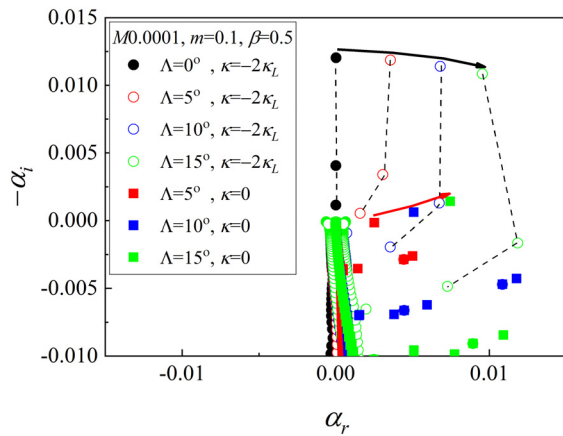 M0.0001, m=0.1, β=0.5
Λ=0° , κ=−2κ_L
Λ=5° , κ=−2κ_L
Λ=10° , κ=−2κ_L
Λ=15° , κ=−2κ_L
Λ=5° , κ=0
Λ=10° , κ=0
Λ=15° , κ=0
−α_i
0.015
0.010
0.005
0.000
-0.005
-0.010
-0.01
0.00
0.01
α_r